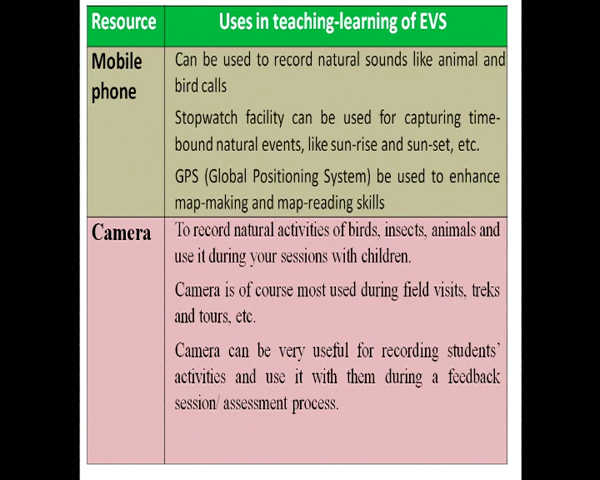 Resource Uses in teaching-learning of EVS
Mobile phone
Can be used to record natural sounds like animal and
bird calls
Stopwatch facility can be used for capturing time-
bound natural events, like sun-rise and sun-set, etc.
GPS (Global Positioning System) be used to enhance
map-making and map-reading skills
Camera
To record natural activities of birds, insects, animals and
use it during your sessions with children.
Camera is of course most used during field visits, treks
and tours, etc.
Camera can be very useful for recording students’
activities and use it with them during a feedback
session/ assessment process.